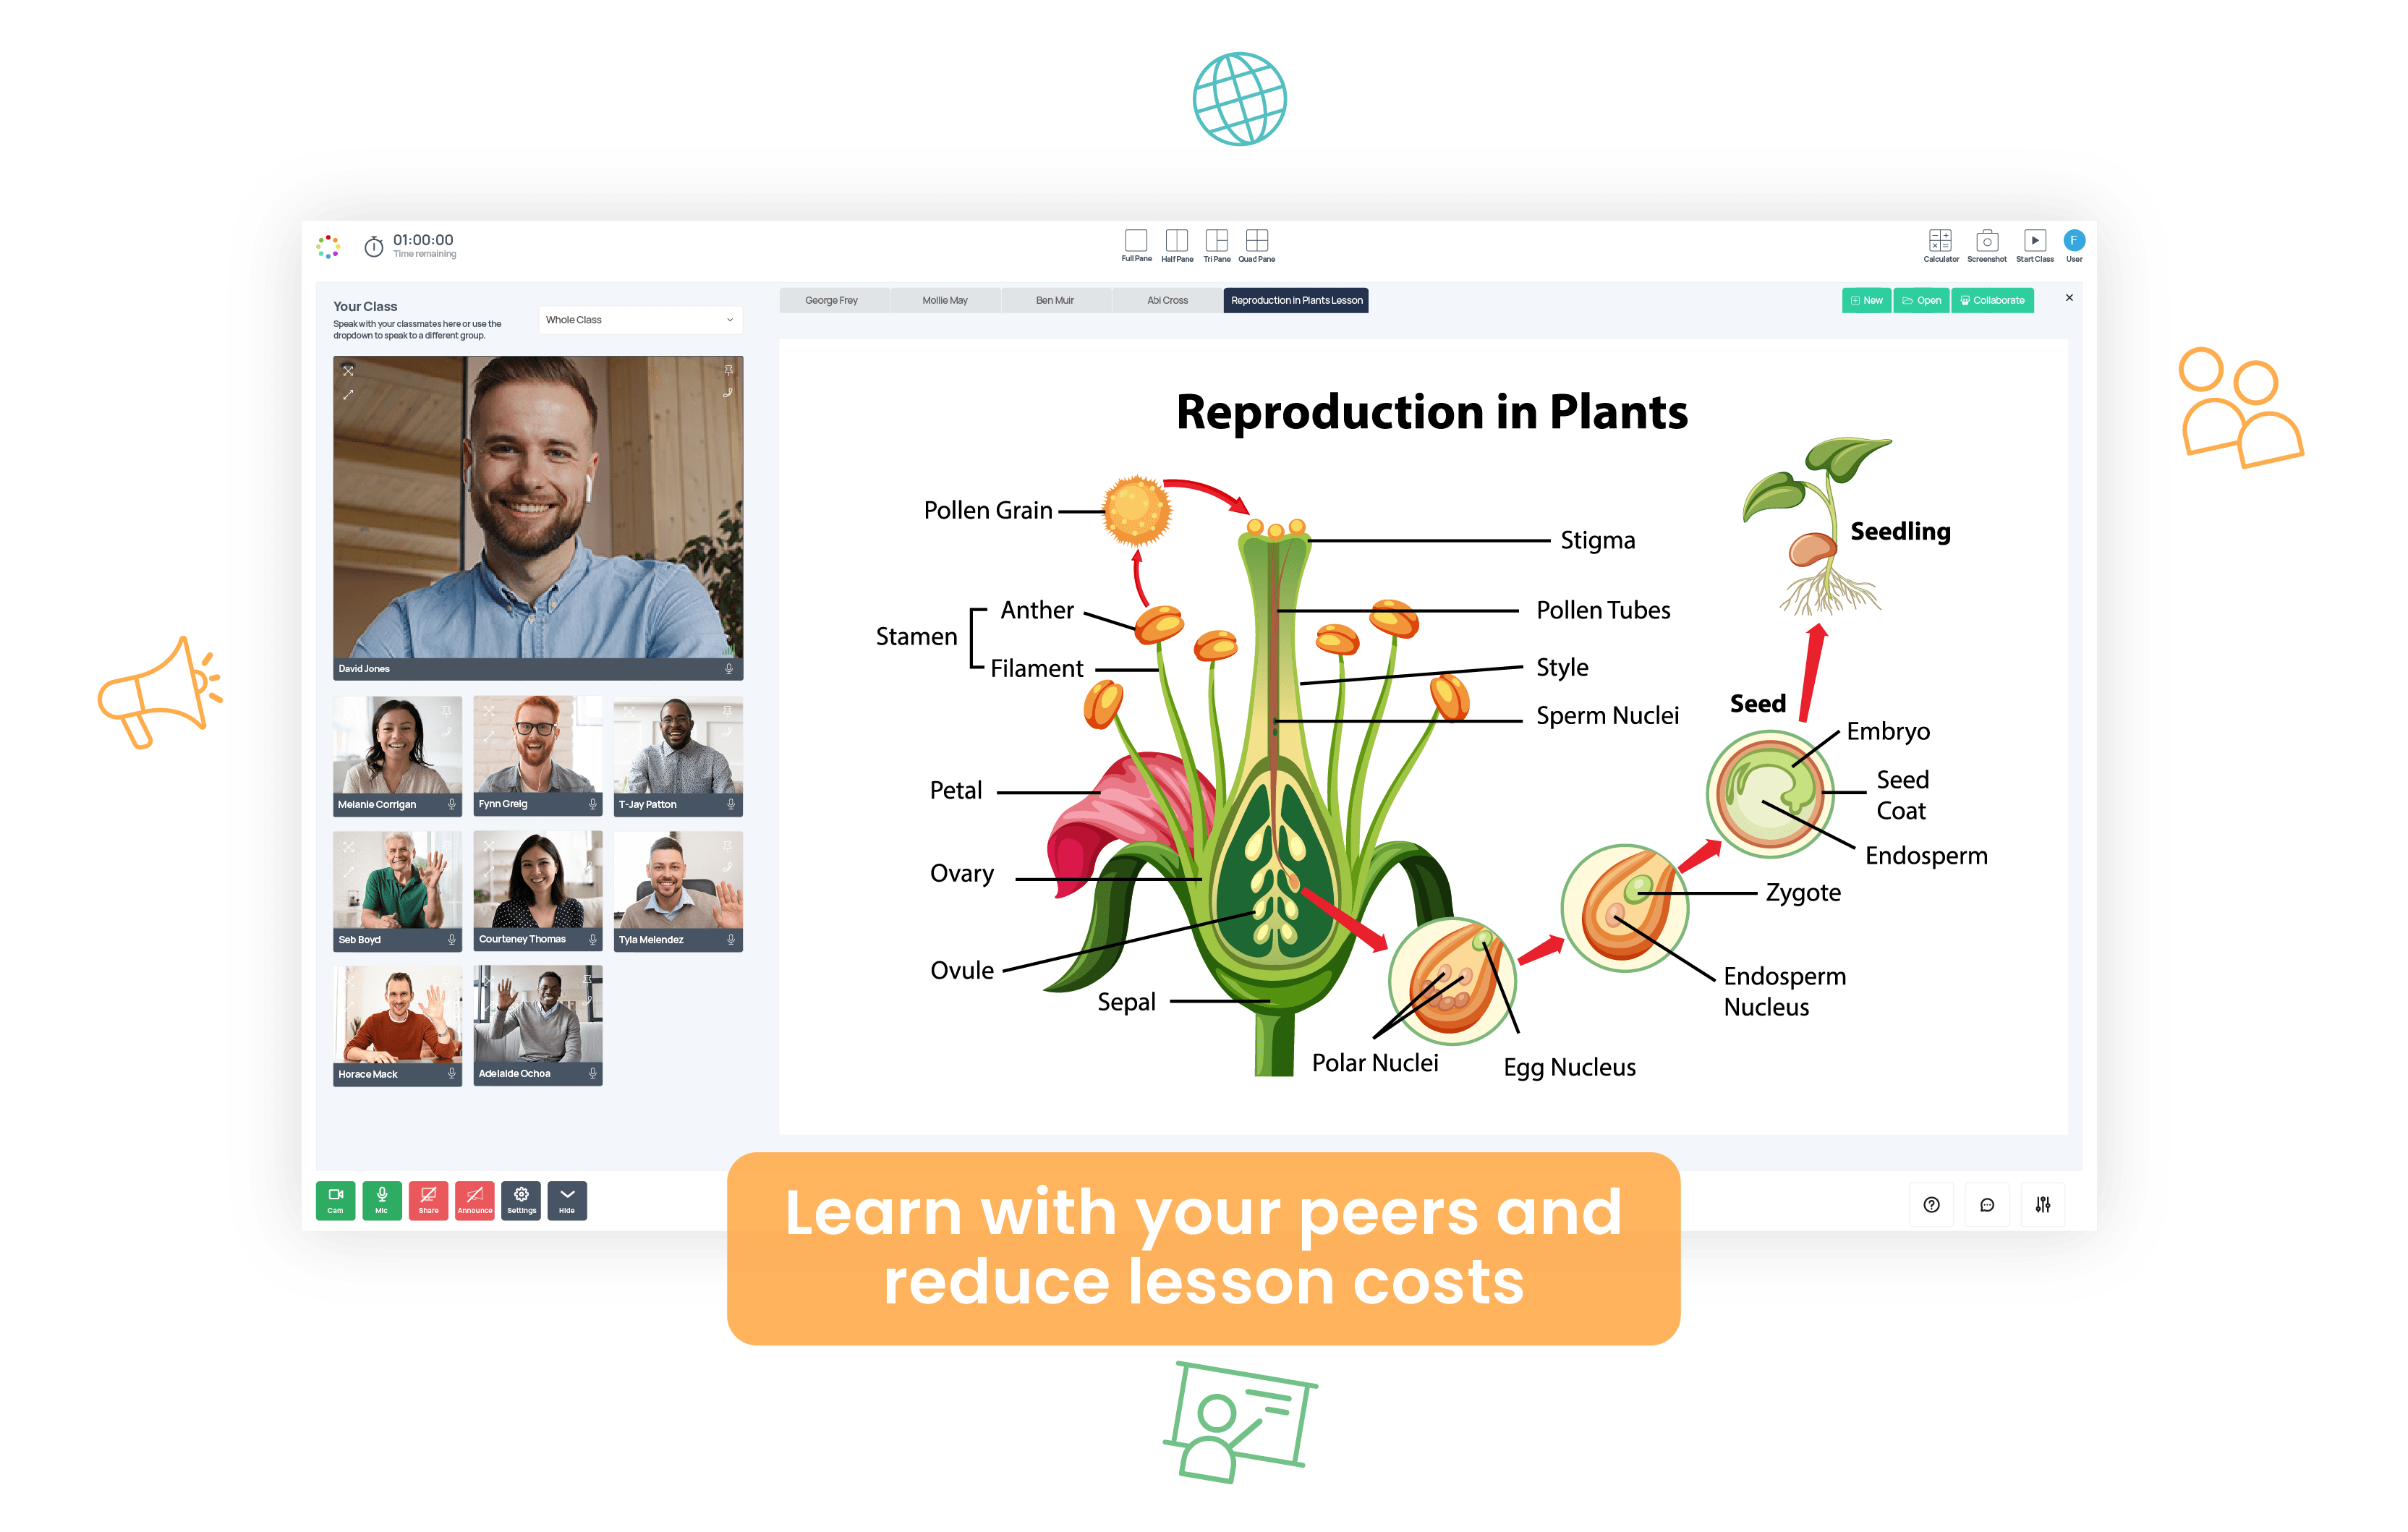 01:00:00
Time remaining
Full Pane
Half Pane
Tri Pane
Quad Pane
Calculator
Screenshot
Start Class
F
User
Your Class
Speak with your classmates here or use the
dropdown to speak to a different group.
Whole Class
George Frey
Mollie May
Ben Muir
Abi Cross
Reproduction in Plants Lesson
New
Open
Collaborate
David Jones
Melanie Corrigan
Fynn Greig
T-Jay Patton
Seb Boyd
Courteney Thomas
Tyla Melendez
Horace Mack
Adelaide Ochoa
Reproduction in Plants
Pollen Grain
Stigma
Seedling
Anther
Stamen
Filament
Pollen Tubes
Style
Sperm Nuclei
Seed
Embryo
Seed
Coat
Endosperm
Petal
Ovary
Zygote
Ovule
Endosperm
Nucleus
Sepal
Polar Nuclei
Egg Nucleus
Cam
Mic
Share
Announce
Settings
Hide
Learn with your peers and
reduce lesson costs